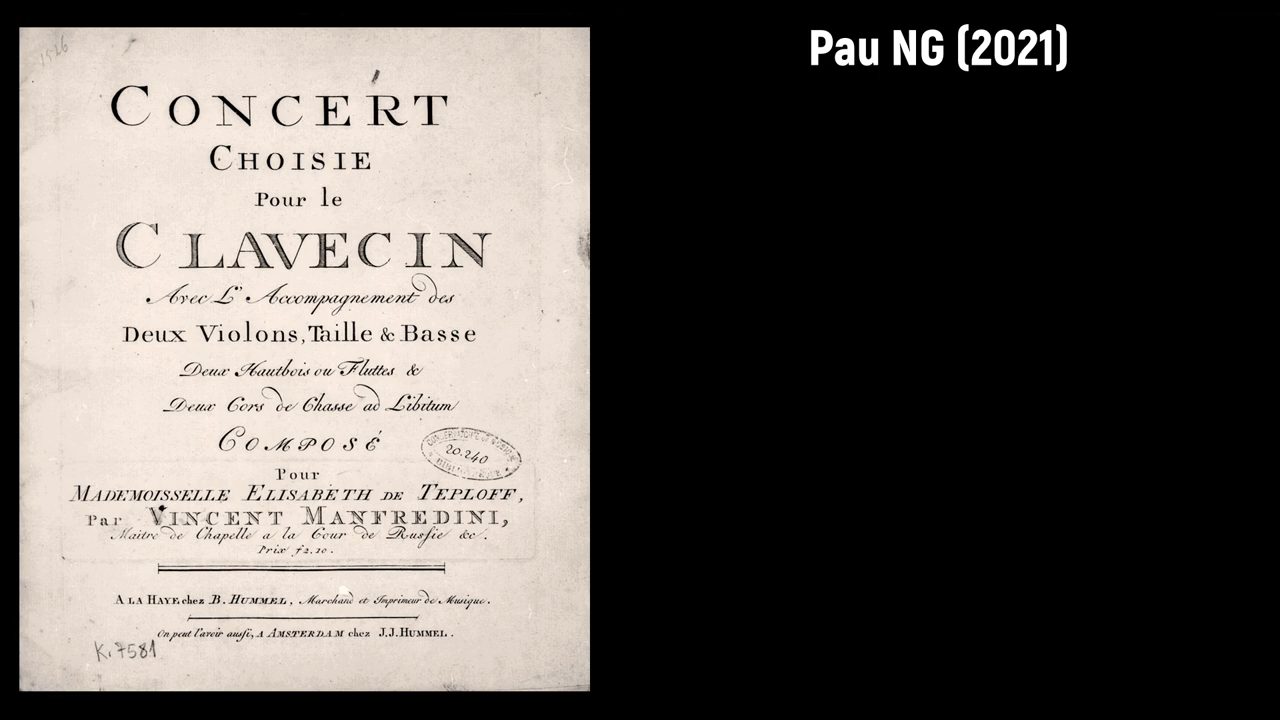 Pau NG (2021)
1526
CONCERT
CHOISIE
Pour le
CLAVECIN
Avec L' Accompagnement des
Deux Violons, Taille & Basse
Deux Hautbois ou Fluttes &
Deux Cors de Chasse ad Libitum
COMPOSÉ
20.240
Pour
MADEMOISSELLE ELISABETH DE TEPLOFF,
Par VINCENT MANFREDINI,
Maitre de Chapelle a la Cour de Russie &c.
Prix f 2.10.
A LA HAYE chez B. HUMMEL, Marchand et Imprimeur de Musique.
On peut l'avoir aussi, A AMSTERDAM chez J.J. HUMMEL.
K.7581